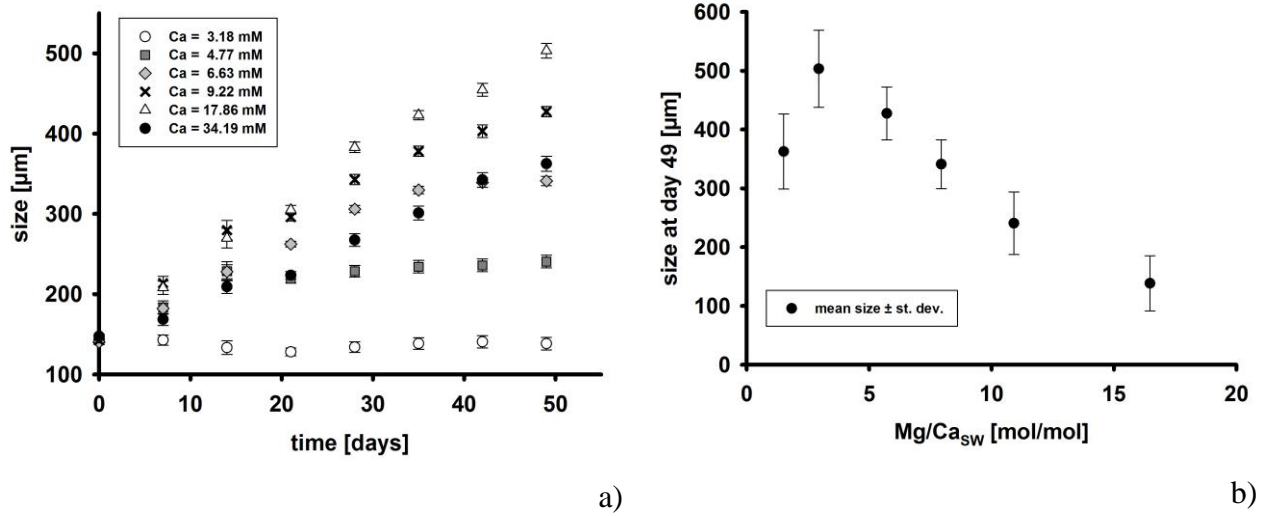 size [µm]
500
400
300
200
100
Ca = 3.18 mM
Ca = 4.77 mM
Ca = 6.63 mM
Ca = 9.22 mM
Ca = 17.86 mM
Ca = 34.19 mM
0 10 20 30 40 50
time [days]
a)
size at day 49 [µm]
600
500
400
300
200
100
0
mean size ± st. dev.
0 5 10 15 20
Mg/CaSW [mol/mol]
b)